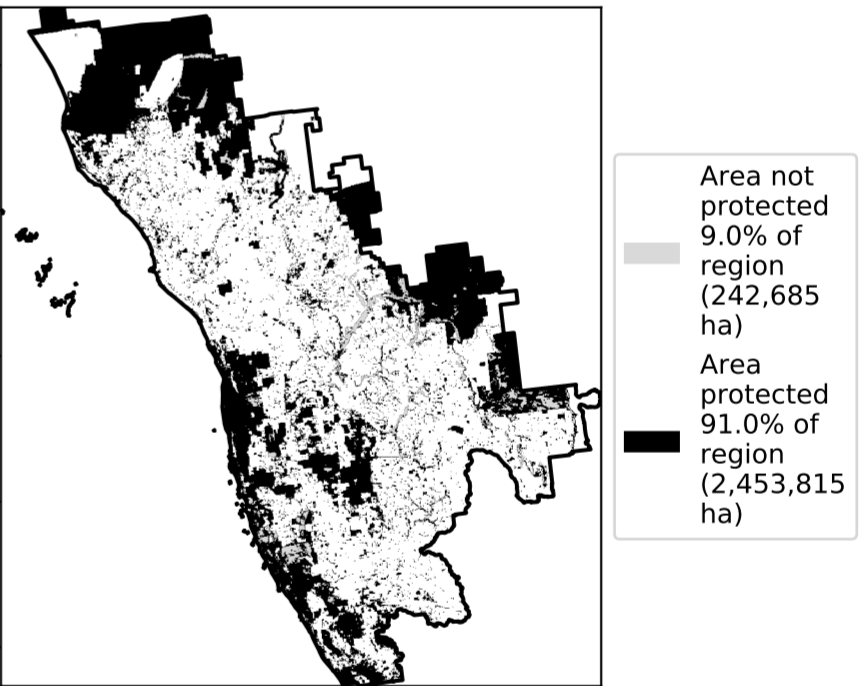 Area not
protected
9.0% of
region
(242,685
ha)
Area
protected
91.0% of
region
(2,453,815
ha)